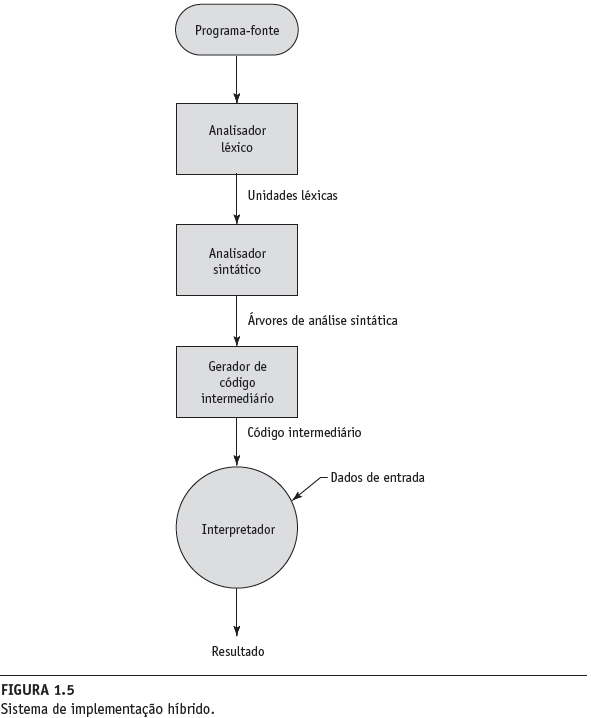 Programa-fonte
Analisador
léxico
Unidades léxicas
Analisador
sintático
Árvores de análise sintática
Gerador de
código
intermediário
Código intermediário
Dados de entrada
Interpretador
Resultado
FIGURA 1.5
Sistema de implementação híbrido.